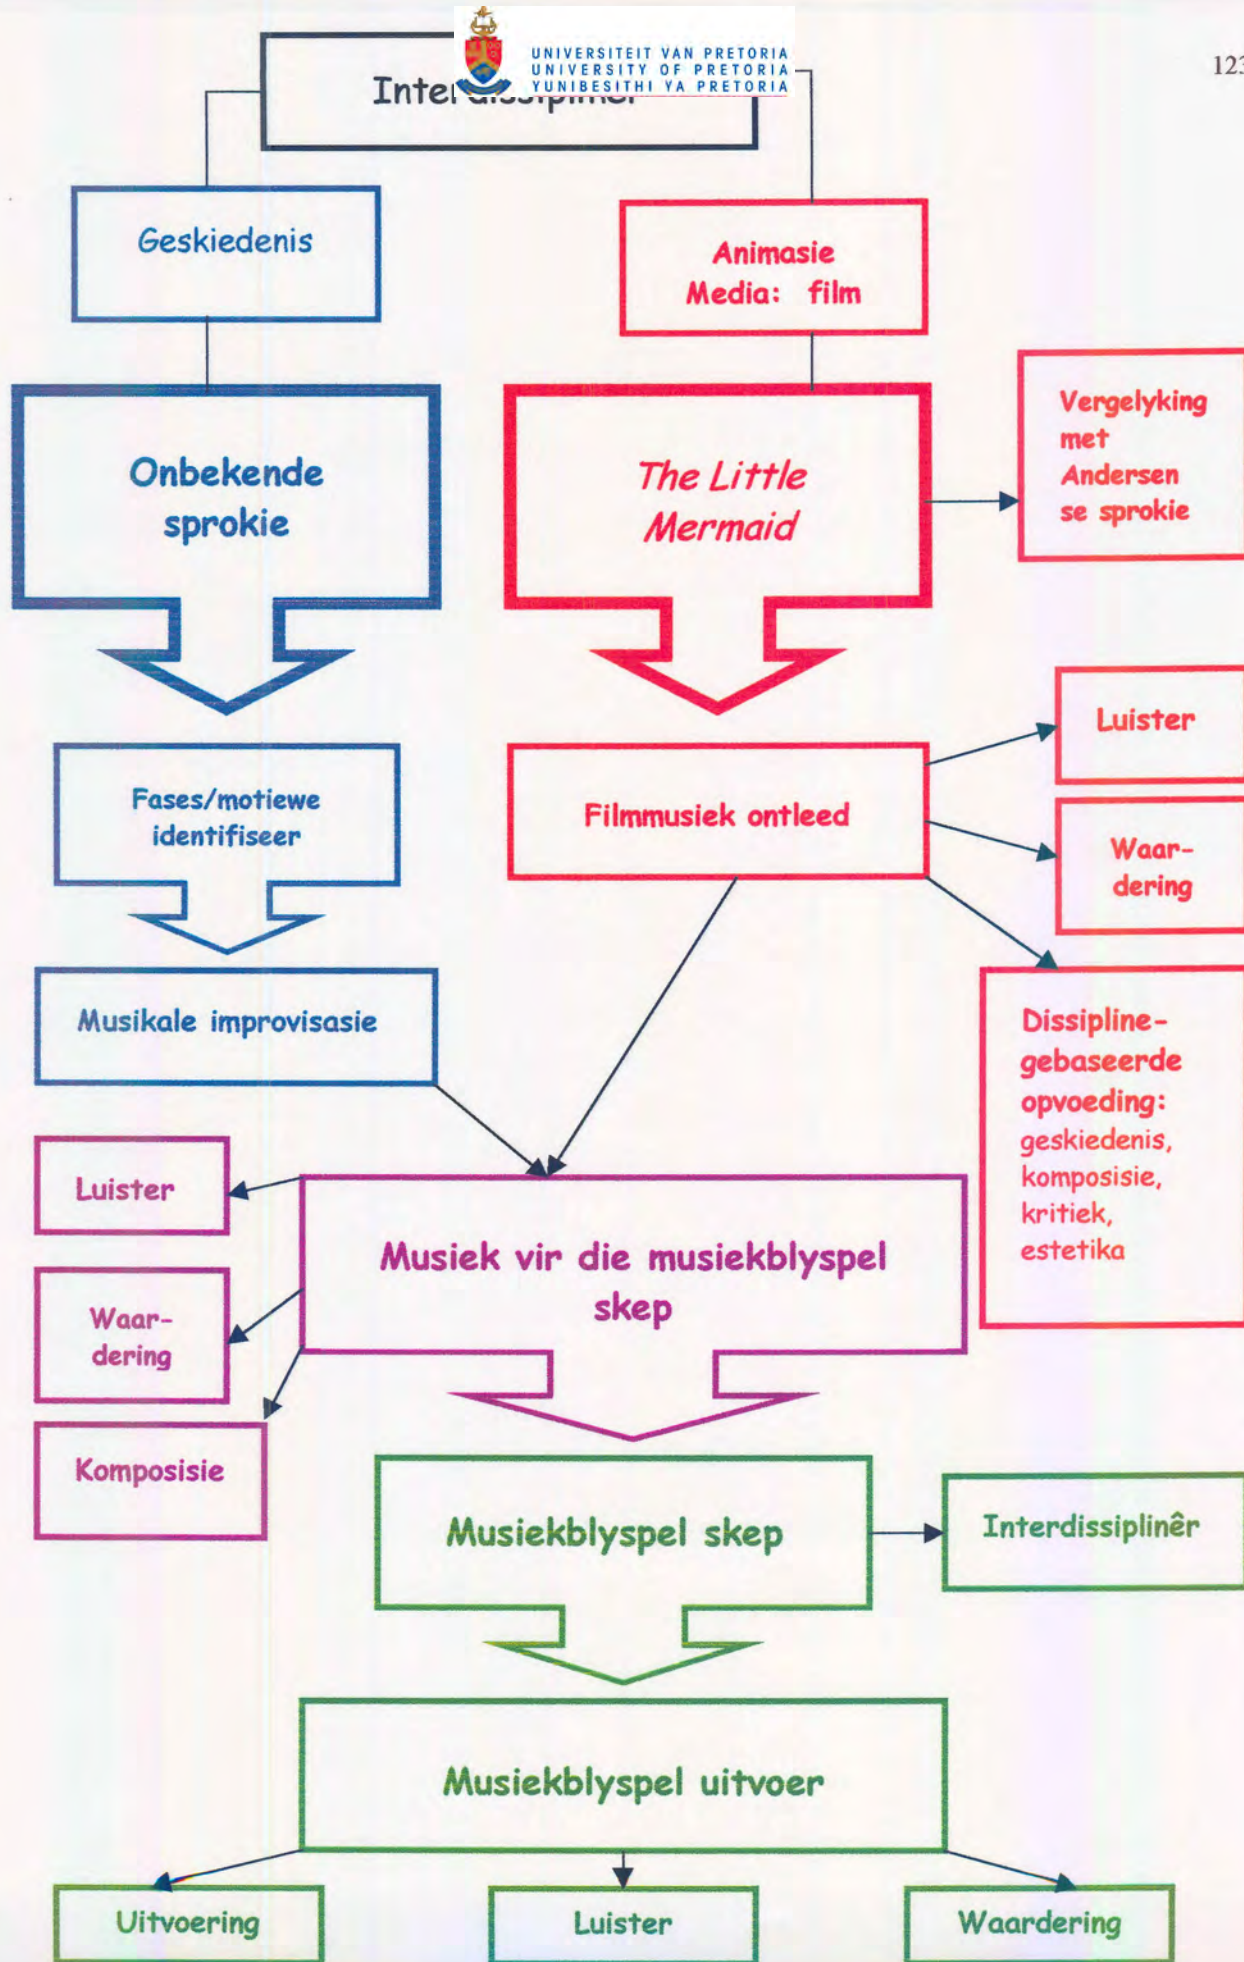 UNIVERSITEIT VAN PRETORIA
UNIVERSITY OF PRETORIA
YUNIBESITHI YA PRETORIA
123
Geskiedenis
Animasie
Media: film
Onbekende
sprokie
The Little
Mermaid
Vergelyking
met
Andersen
se sprokie
Fases/motiewe
identifiseer
Filmmusiek ontleed
Luister
Waar-
dering
Musikale improvisasie
Dissipline-
gebaseerde
opvoeding:
geskiedenis,
komposisie,
kritiek,
estetika
Luister
Waar-
dering
Komposisie
Musiek vir die musiekblyspel
skep
Musiekblyspel skep
Interdissiplinêr
Musiekblyspel uitvoer
Uitvoering
Luister
Waardering